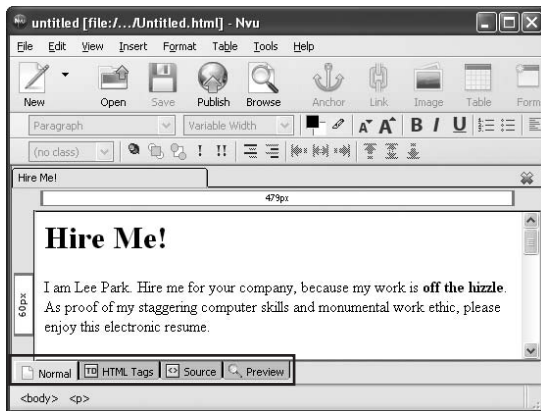 untitled [file:/.../Untitled.html] - Nvu
File Edit View Insert Format Table Tools Help
New Open Save Publish Browse Anchor Link Image Table Form
Paragraph Variable Width A A B I U
(no class) ! !!
Hire Me!
479px
Hire Me!
60px
I am Lee Park. Hire me for your company, because my work is off the hizzle.
As proof of my staggering computer skills and monumental work ethic, please
enjoy this electronic resume.
Normal TD HTML Tags <> Source Preview
<body> <p>